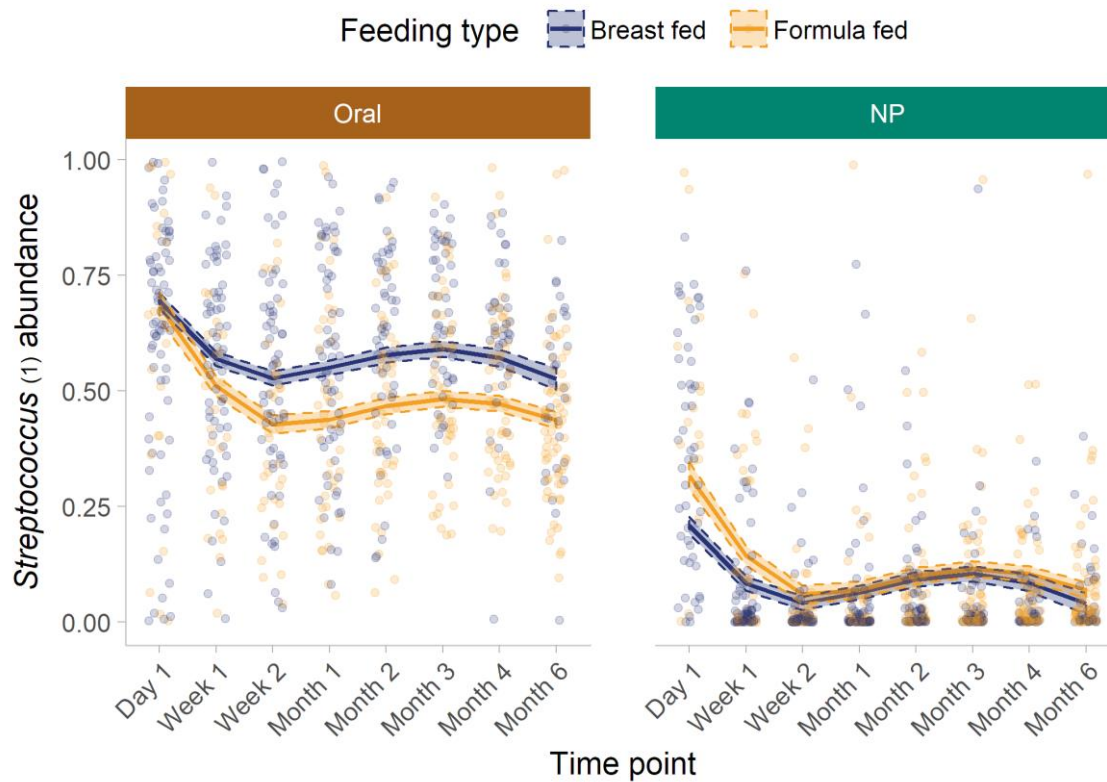 Feeding type Breast fed Formula fed
Oral NP
1.00
0.75
0.50
0.25
0.00
Streptococcus (1) abundance
Day 1 Week 1 Week 2 Month 1 Month 2 Month 3 Month 4 Month 6 Day 1 Week 1 Week 2 Month 1 Month 2 Month 3 Month 4 Month 6
Time point